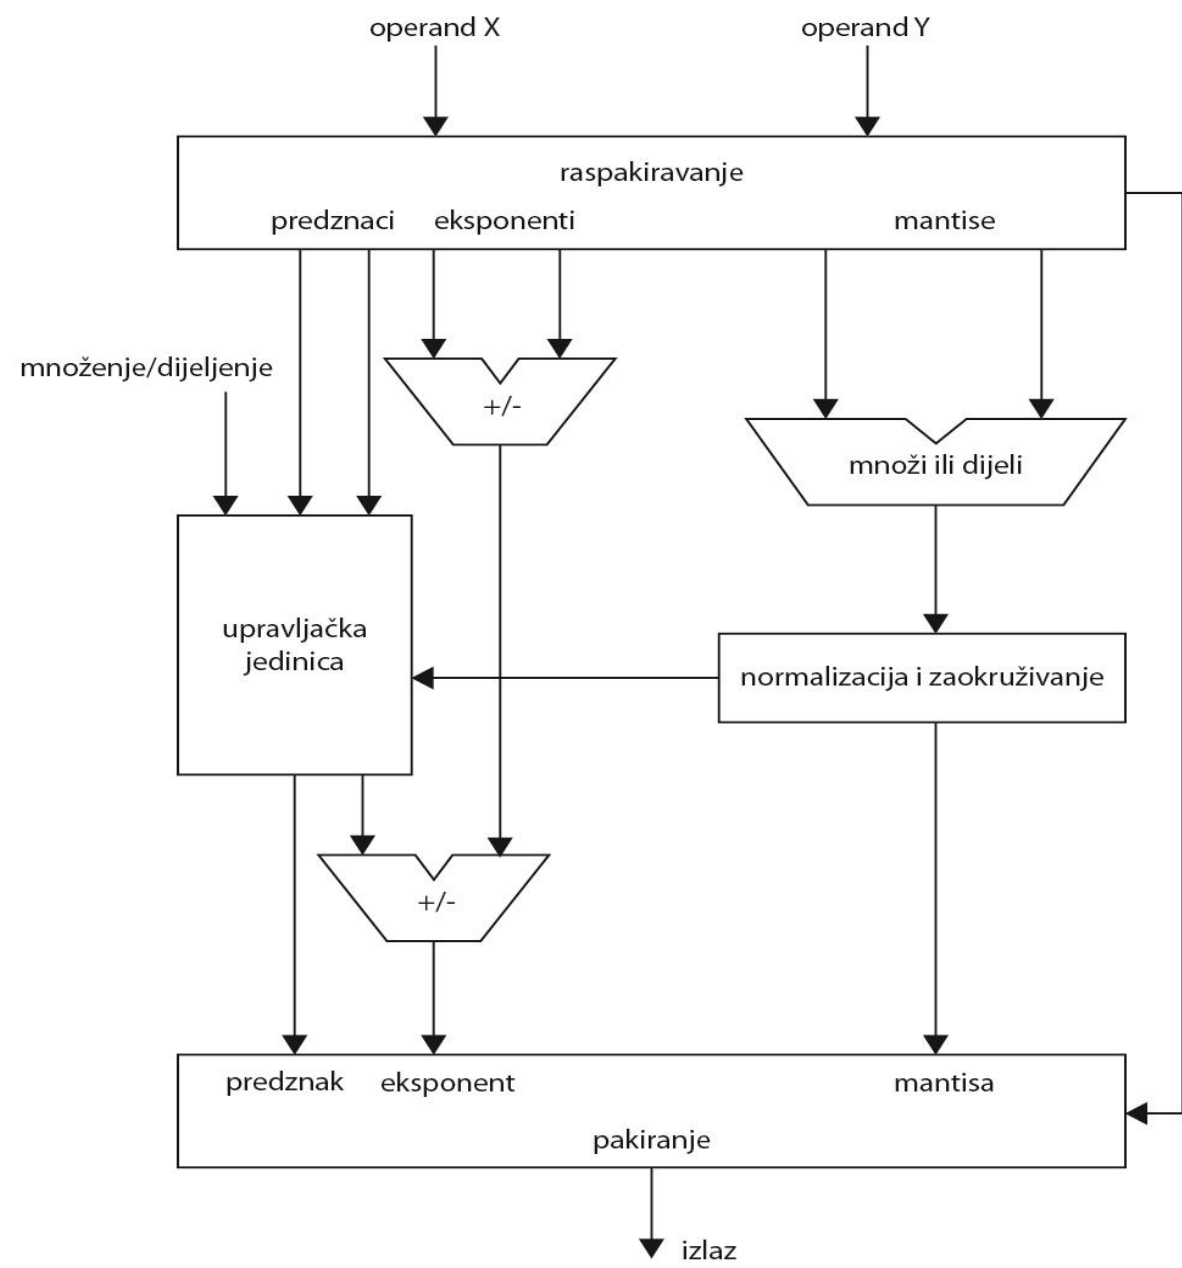 operand X
operand Y
raspakiravanje
predznaci
eksponenti
mantise
množenje/dijeljenje
+/-
množi ili dijeli
upravljačka
jedinica
normalizacija i zaokruživanje
+/-
predznak
eksponent
mantisa
pakiranje
izlaz